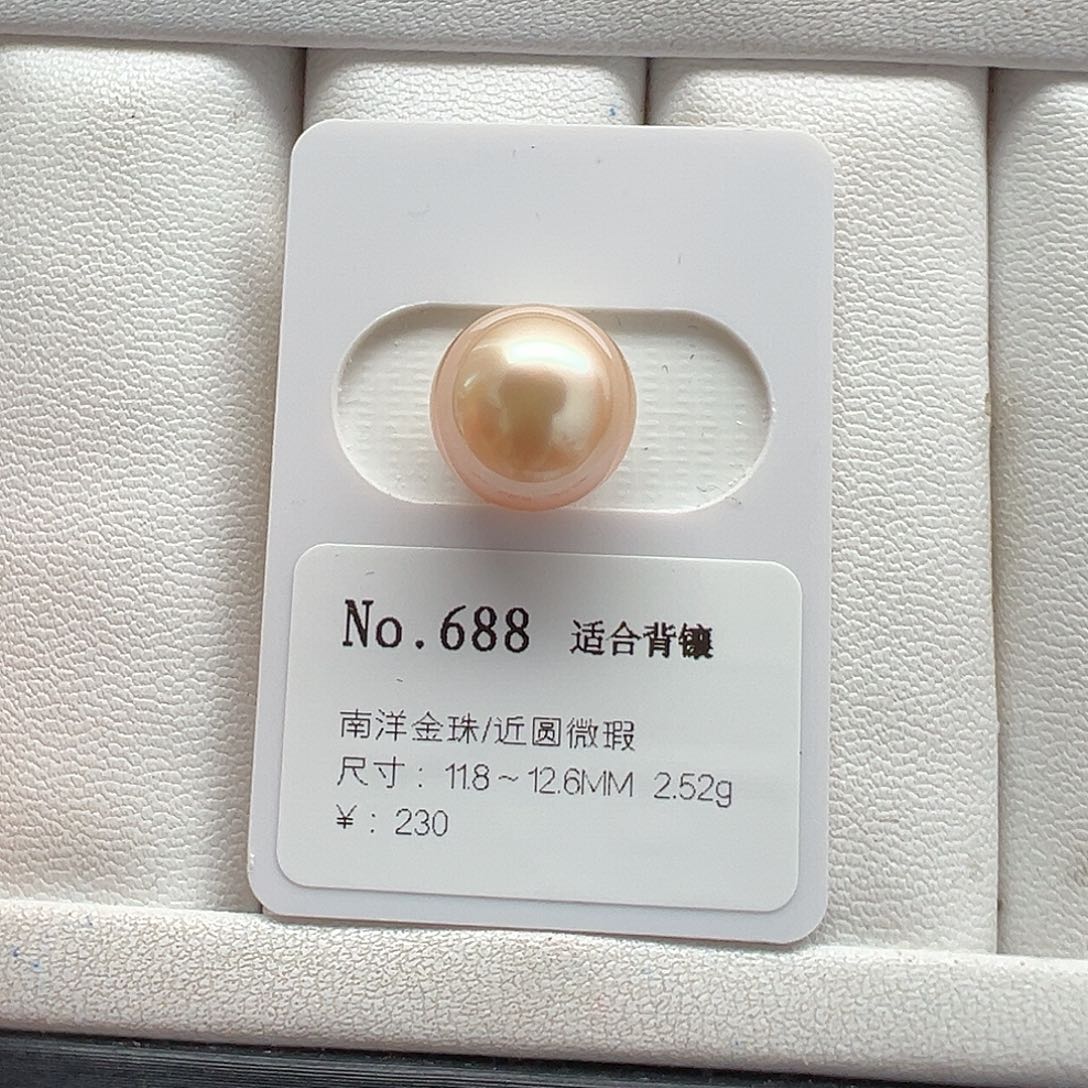 No.688 适合背镶
南洋金珠/近圆微瑕
尺寸：11.8～12.6MM 2.52g
¥：230